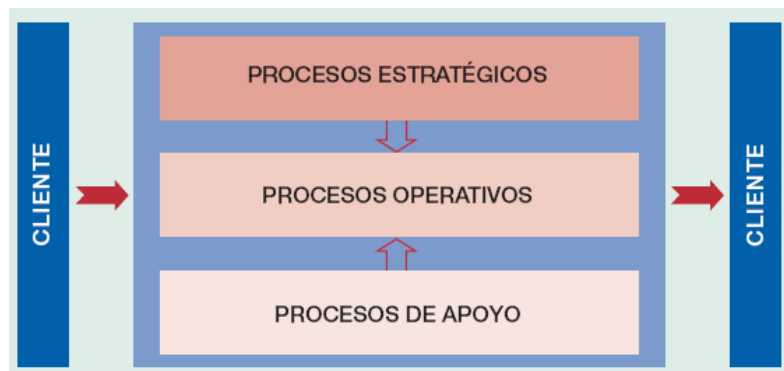 CLIENTE
PROCESOS ESTRATÉGICOS
PROCESOS OPERATIVOS
PROCESOS DE APOYO
CLIENTE